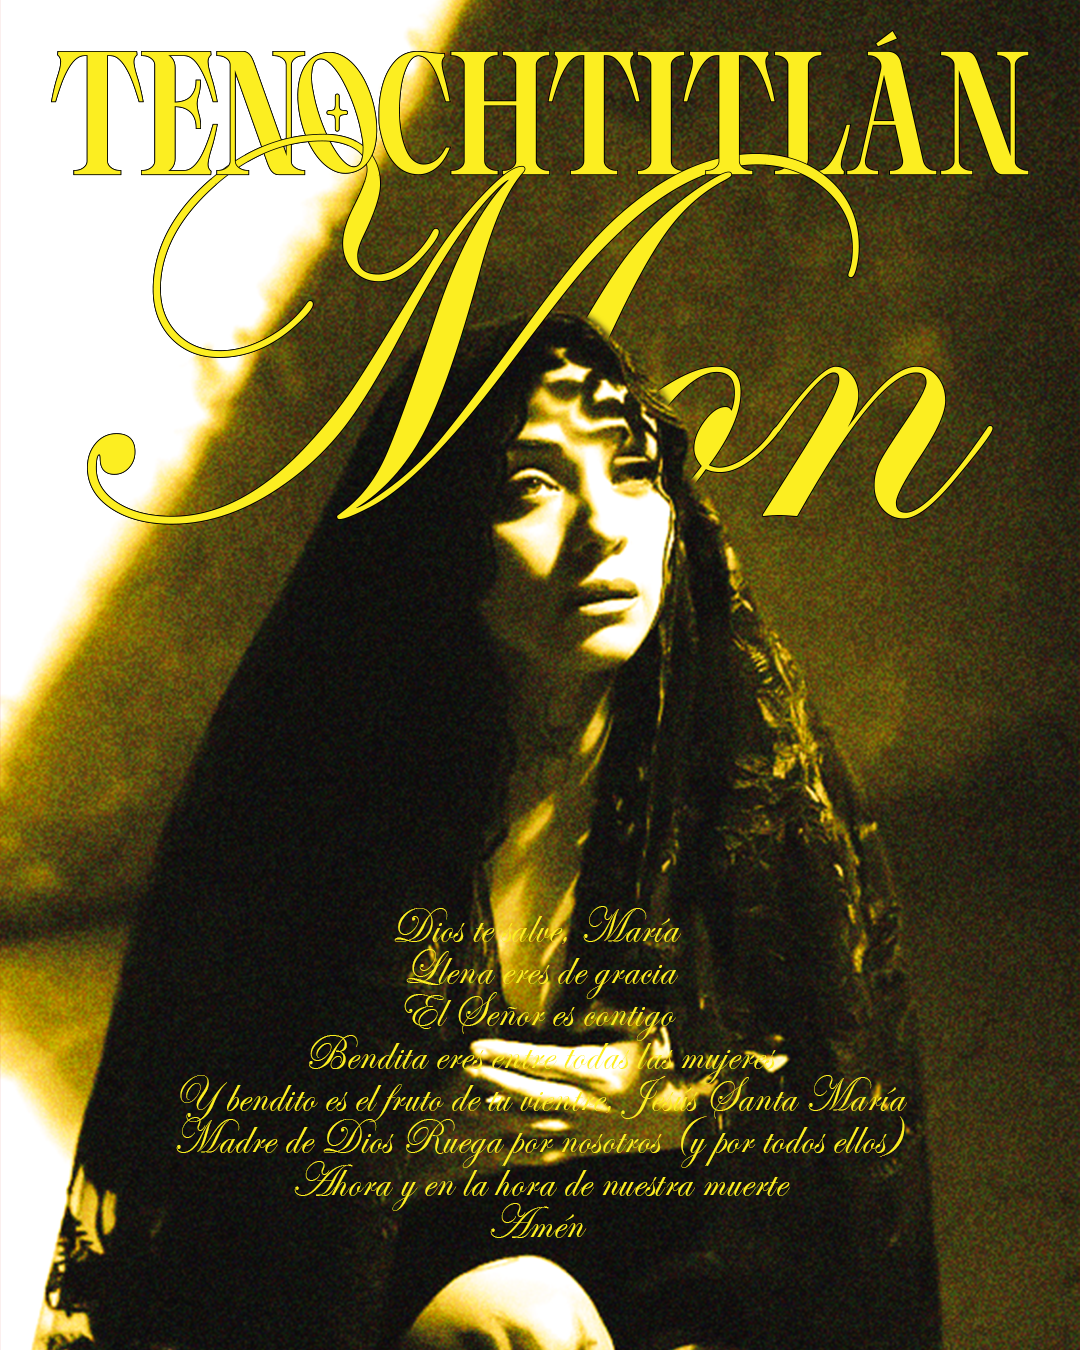 TENOCHTITLÁN
Mon
Dios te salve, María
Llena eres de gracia
El Señor es contigo
Bendita eres entre todas las mujeres
Y bendito es el fruto de tu vientre, Jesús Santa María
Madre de Dios Ruega por nosotros (y por todos ellos)
Ahora y en la hora de nuestra muerte
Amén